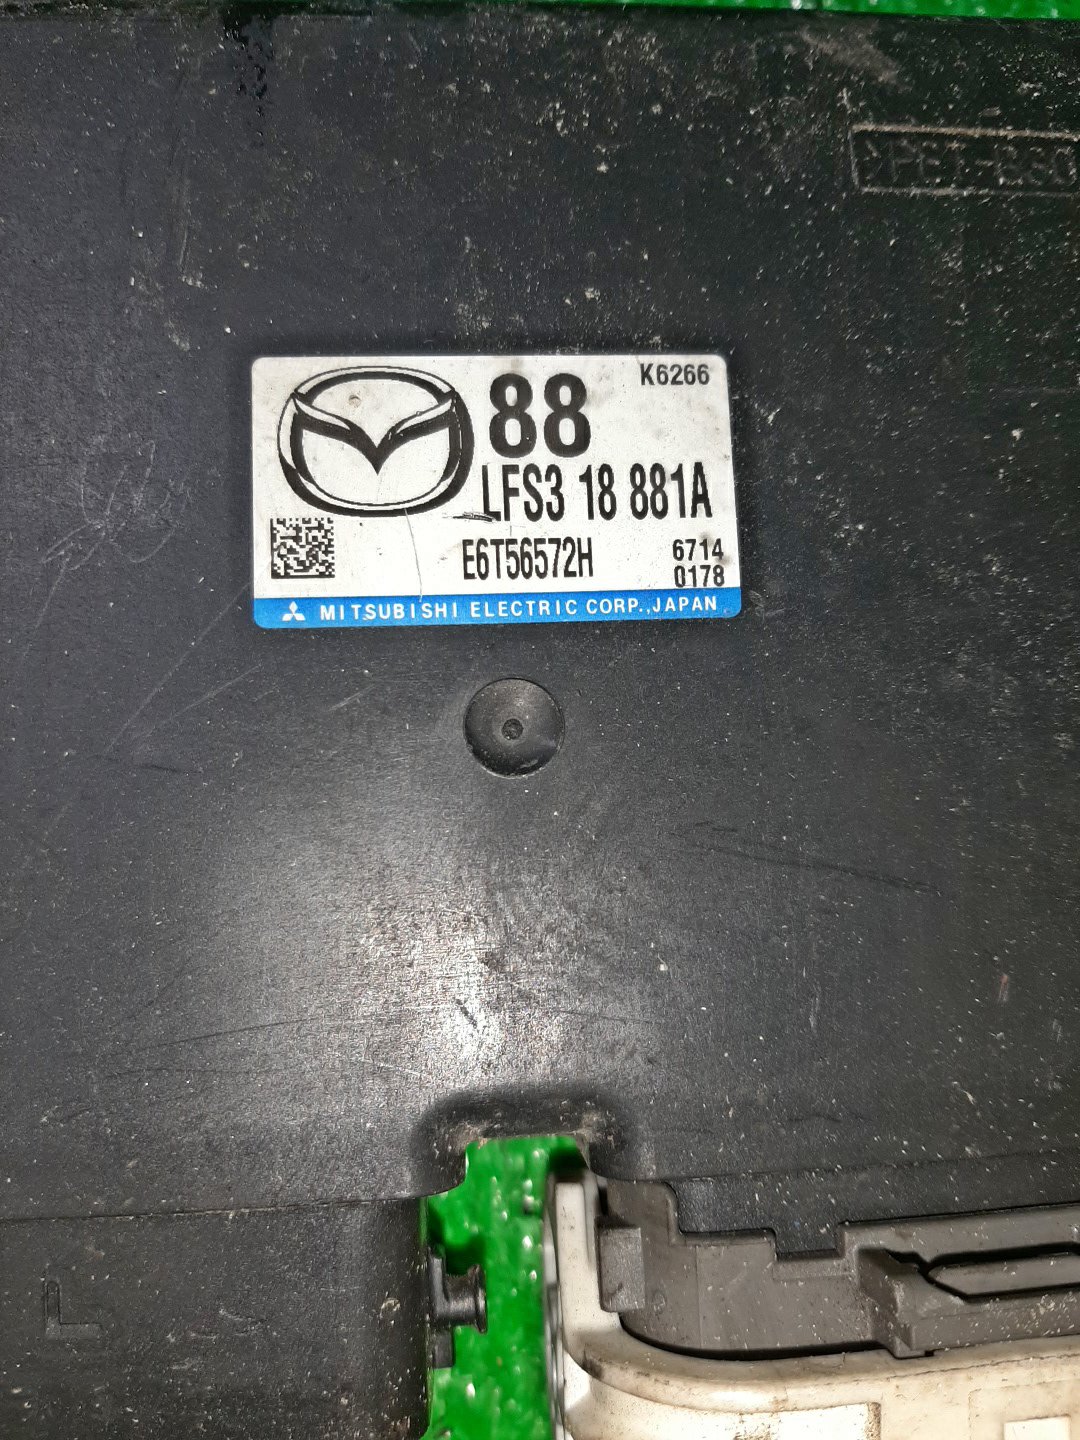 K6266
88
LFS3 18 881A
E6T56572H
6714
0178
MITSUBISHI ELECTRIC CORP.,JAPAN
L